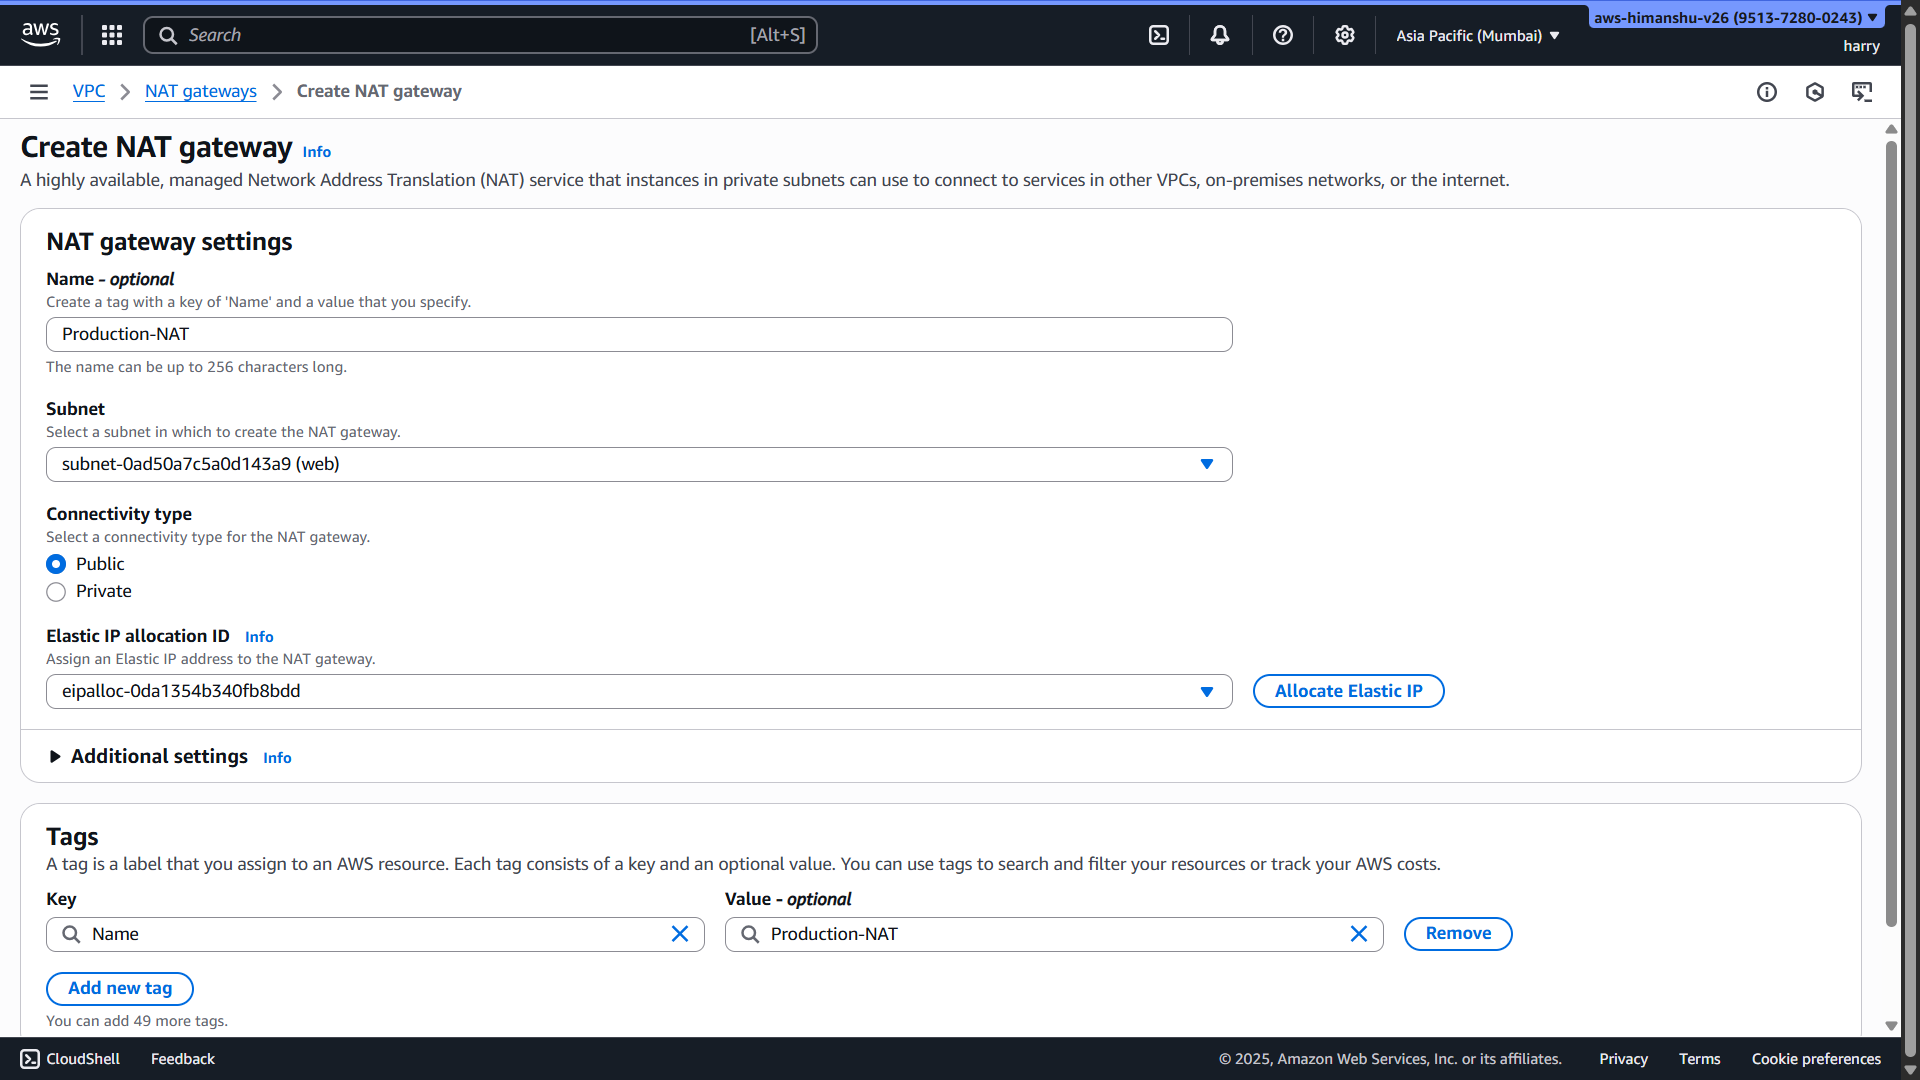 aws
Search [Alt+S]
Asia Pacific (Mumbai)
aws-himanshu-v26 (9513-7280-0243)
harry
VPC > NAT gateways > Create NAT gateway
Create NAT gateway Info
A highly available, managed Network Address Translation (NAT) service that instances in private subnets can use to connect to services in other VPCs, on-premises networks, or the internet.
NAT gateway settings
Name - optional
Create a tag with a key of 'Name' and a value that you specify.
Production-NAT
The name can be up to 256 characters long.
Subnet
Select a subnet in which to create the NAT gateway.
subnet-0ad50a7c5a0d143a9 (web)
Connectivity type
Select a connectivity type for the NAT gateway.
Public
Private
Elastic IP allocation ID Info
Assign an Elastic IP address to the NAT gateway.
eipalloc-0da1354b340fb8bdd
Allocate Elastic IP
Additional settings Info
Tags
A tag is a label that you assign to an AWS resource. Each tag consists of a key and an optional value. You can use tags to search and filter your resources or track your AWS costs.
Key Value - optional
Name Production-NAT Remove
Add new tag
You can add 49 more tags.
CloudShell Feedback © 2025, Amazon Web Services, Inc. or its affiliates. Privacy Terms Cookie preferences